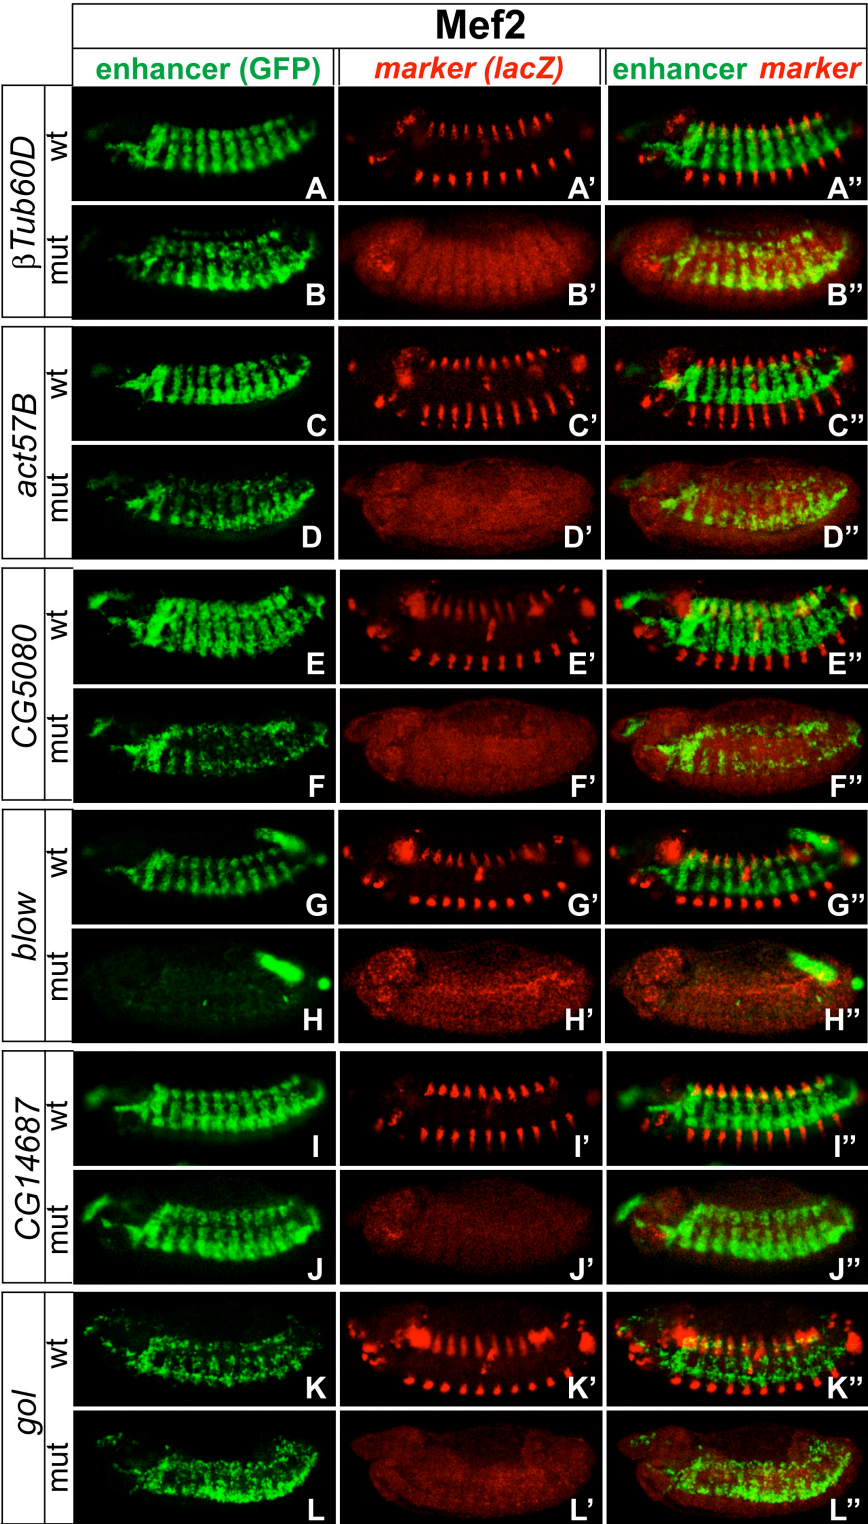 Mef2
enhancer (GFP) marker (lacZ) enhancer marker
βTub60D
wt
A A’ A’’
mut
B B’ B’’
act57B
wt
C C’ C’’
mut
D D’ D’’
CG5080
wt
E E’ E’’
mut
F F’ F’’
blow
wt
G G’ G’’
mut
H H’ H’’
CG14687
wt
I I’ I’’
mut
J J’ J’’
gol
wt
K K’ K’’
mut
L L’ L’’